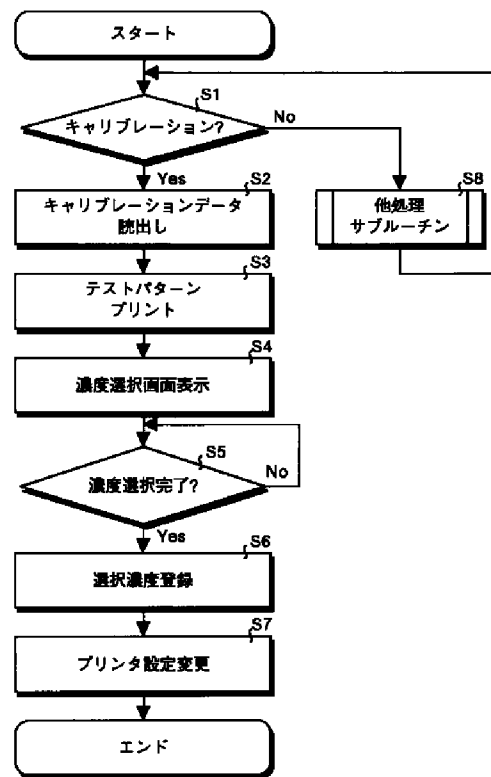 スタート
S1
キャリブレーション?
No
Yes
S2
キャリブレーションデータ
読出し
S8
他処理
サブルーチン
S3
テストパターン
プリント
S4
濃度選択画面表示
S5
濃度選択完了?
No
Yes
S6
選択濃度登録
S7
プリンタ設定変更
エンド